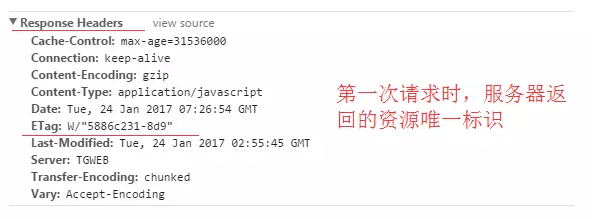 Response Headers view source
Cache-Control: max-age=31536000
Connection: keep-alive
Content-Encoding: gzip
Content-Type: application/javascript
Date: Tue, 24 Jan 2017 07:26:54 GMT
ETag: W/"5886c231-8d9"
Last-Modified: Tue, 24 Jan 2017 02:55:45 GMT
Server: TGWEB
Transfer-Encoding: chunked
Vary: Accept-Encoding
第一次请求时，服务器返
回的资源唯一标识